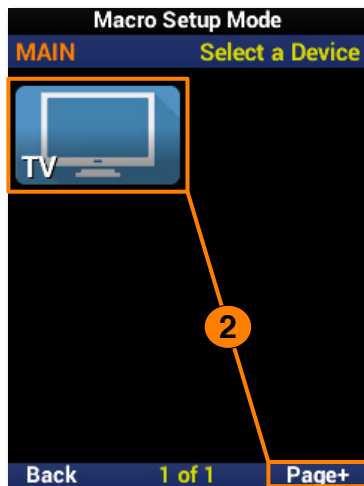 Macro Setup Mode
MAIN Select a Device
TV
2
Back 1 of 1 Page+